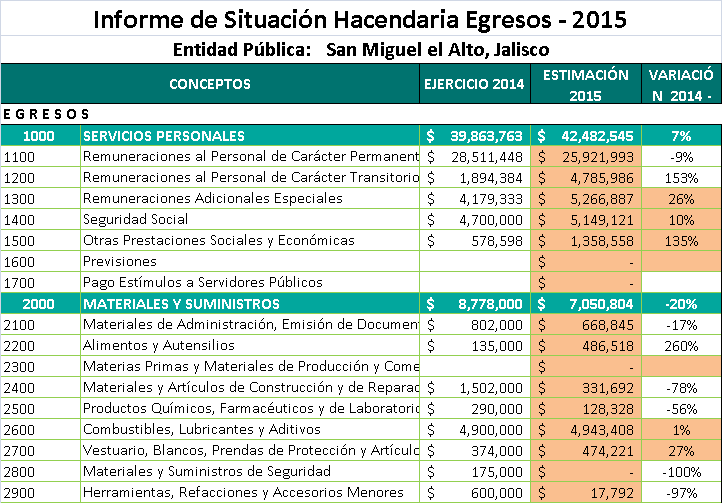 Informe de Situación Hacendaria Egresos - 2015
Entidad Pública: San Miguel el Alto, Jalisco
CONCEPTOS EJERCICIO 2014 ESTIMACIÓN 2015 VARIACIÓ N 2014 -
EGRESOS
1000 SERVICIOS PERSONALES $ 39,863,763 $ 42,482,545 7%
1100 Remuneraciones al Personal de Carácter Permanent $ 28,511,448 $ 25,921,993 -9%
1200 Remuneraciones al Personal de Carácter Transitorio $ 1,894,384 $ 4,785,986 153%
1300 Remuneraciones Adicionales Especiales $ 4,179,333 $ 5,266,887 26%
1400 Seguridad Social $ 4,700,000 $ 5,149,121 10%
1500 Otras Prestaciones Sociales y Económicas $ 578,598 $ 1,358,558 135%
1600 Previsiones $ -
1700 Pago Estímulos a Servidores Públicos $ -
2000 MATERIALES Y SUMINISTROS $ 8,778,000 $ 7,050,804 -20%
2100 Materiales de Administración, Emisión de Documen $ 802,000 $ 668,845 -17%
2200 Alimentos y Autensilios $ 135,000 $ 486,518 260%
2300 Materias Primas y Materiales de Producción y Come $ -
2400 Materiales y Artículos de Construcción y de Reparac $ 1,502,000 $ 331,692 -78%
2500 Productos Químicos, Farmacéuticos y de Laboratorio $ 290,000 $ 128,328 -56%
2600 Combustibles, Lubricantes y Aditivos $ 4,900,000 $ 4,943,408 1%
2700 Vestuario, Blancos, Prendas de Protección y Artículo $ 374,000 $ 474,221 27%
2800 Materiales y Suministros de Seguridad $ 175,000 $ - -100%
2900 Herramientas, Refacciones y Accesorios Menores $ 600,000 $ 17,792 -97%